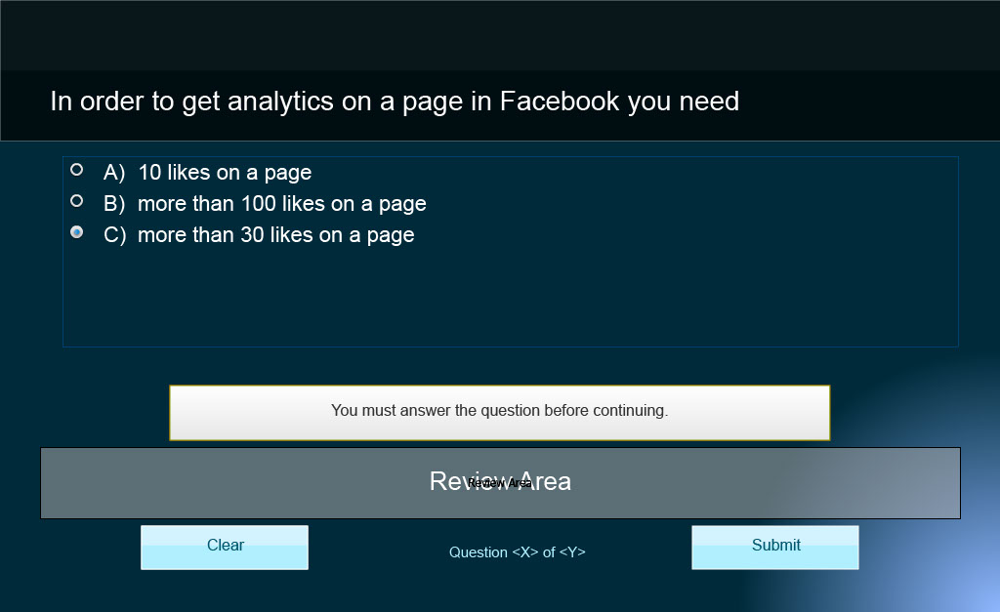 In order to get analytics on a page in Facebook you need
A) 10 likes on a page
B) more than 100 likes on a page
C) more than 30 likes on a page
You must answer the question before continuing.
Review Area
Review Area
Clear
Question <X> of <Y>
Submit